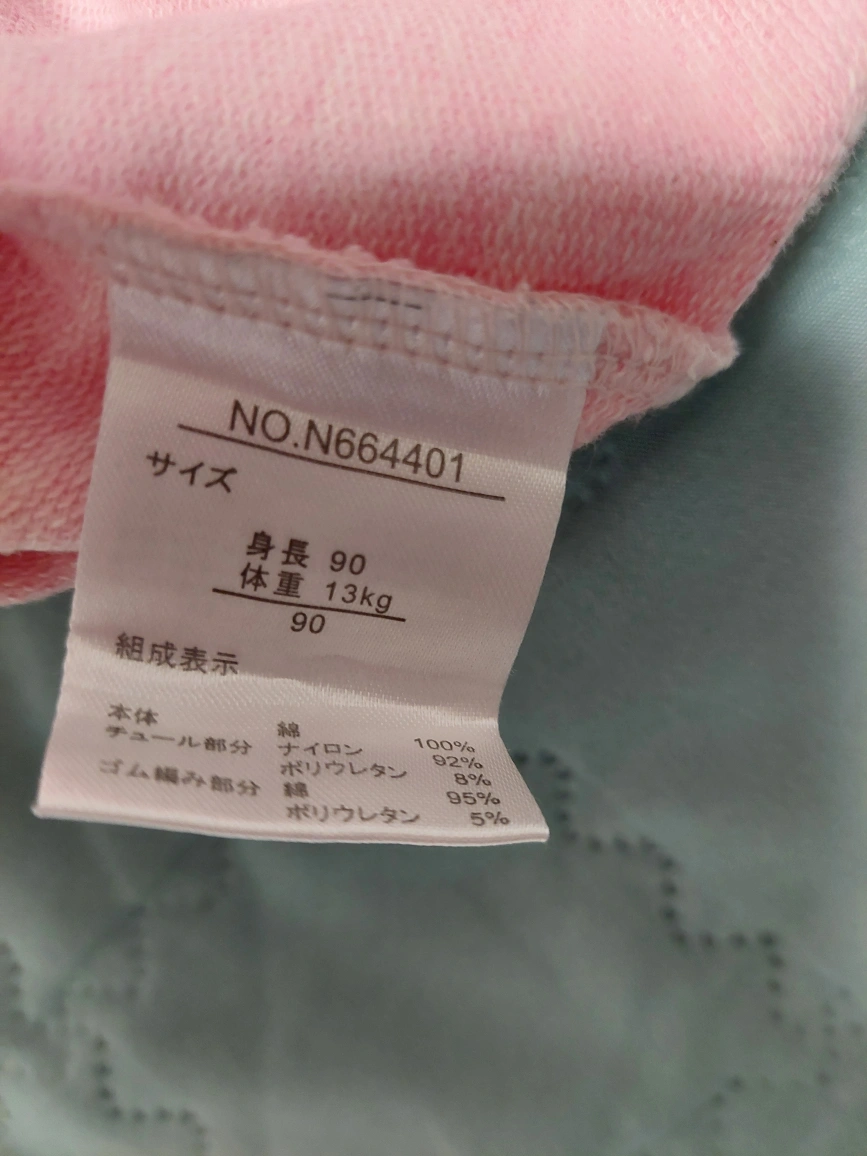 NO.N664401
サイズ
身長 90
体重 13kg
90
組成表示
本体 綿 100%
チュール部分 ナイロン 92%
ポリウレタン 8%
ゴム編み部分 綿 95%
ポリウレタン 5%